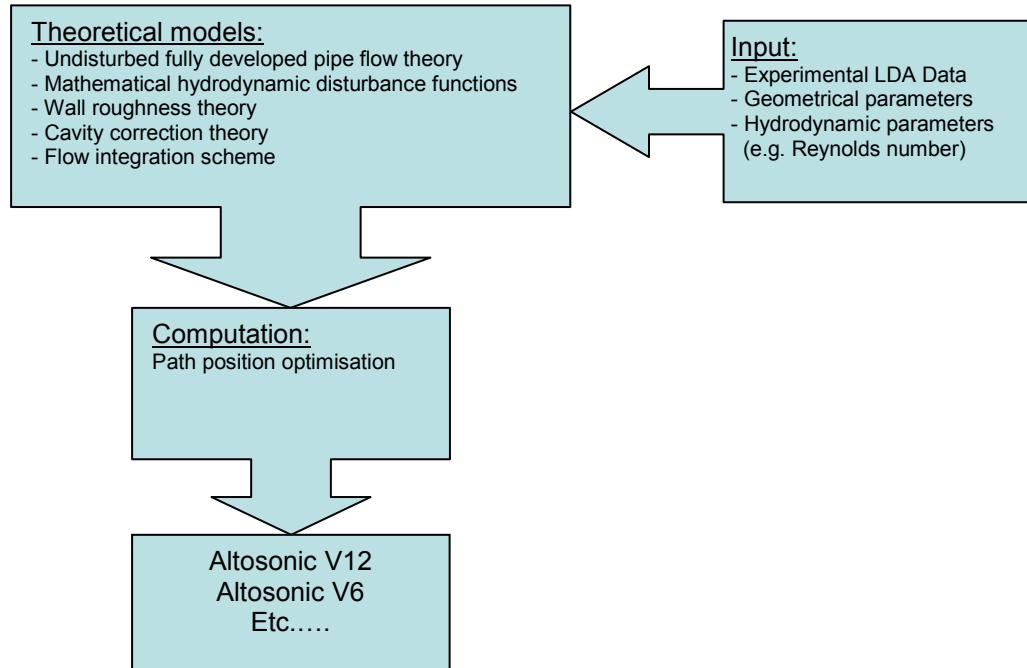 Theoretical models:
- Undisturbed fully developed pipe flow theory
- Mathematical hydrodynamic disturbance functions
- Wall roughness theory
- Cavity correction theory
- Flow integration scheme
Input:
- Experimental LDA Data
- Geometrical parameters
- Hydrodynamic parameters
(e.g. Reynolds number)
Computation:
Path position optimisation
Altosonic V12
Altosonic V6
Etc.....